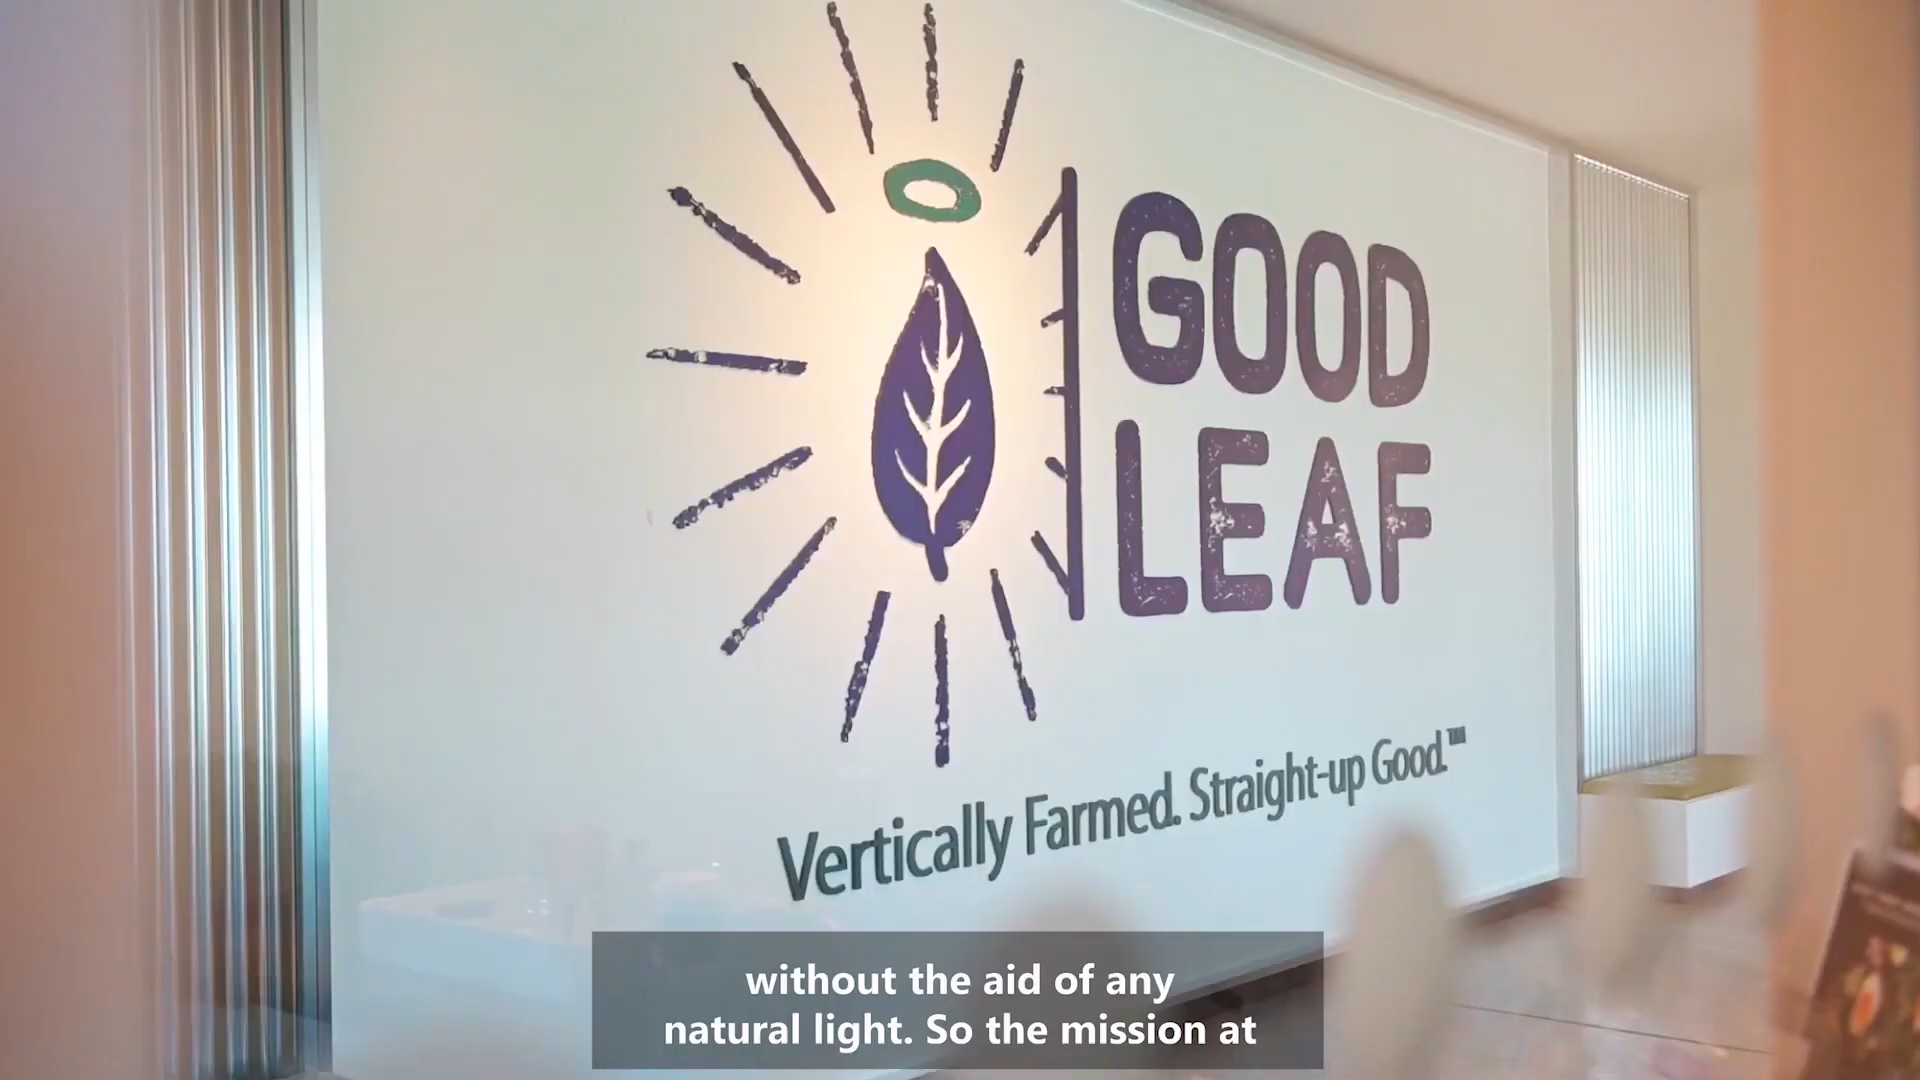 GOOD
LEAF
Vertically Farmed. Straight-up Good.™
without the aid of any
natural light. So the mission at